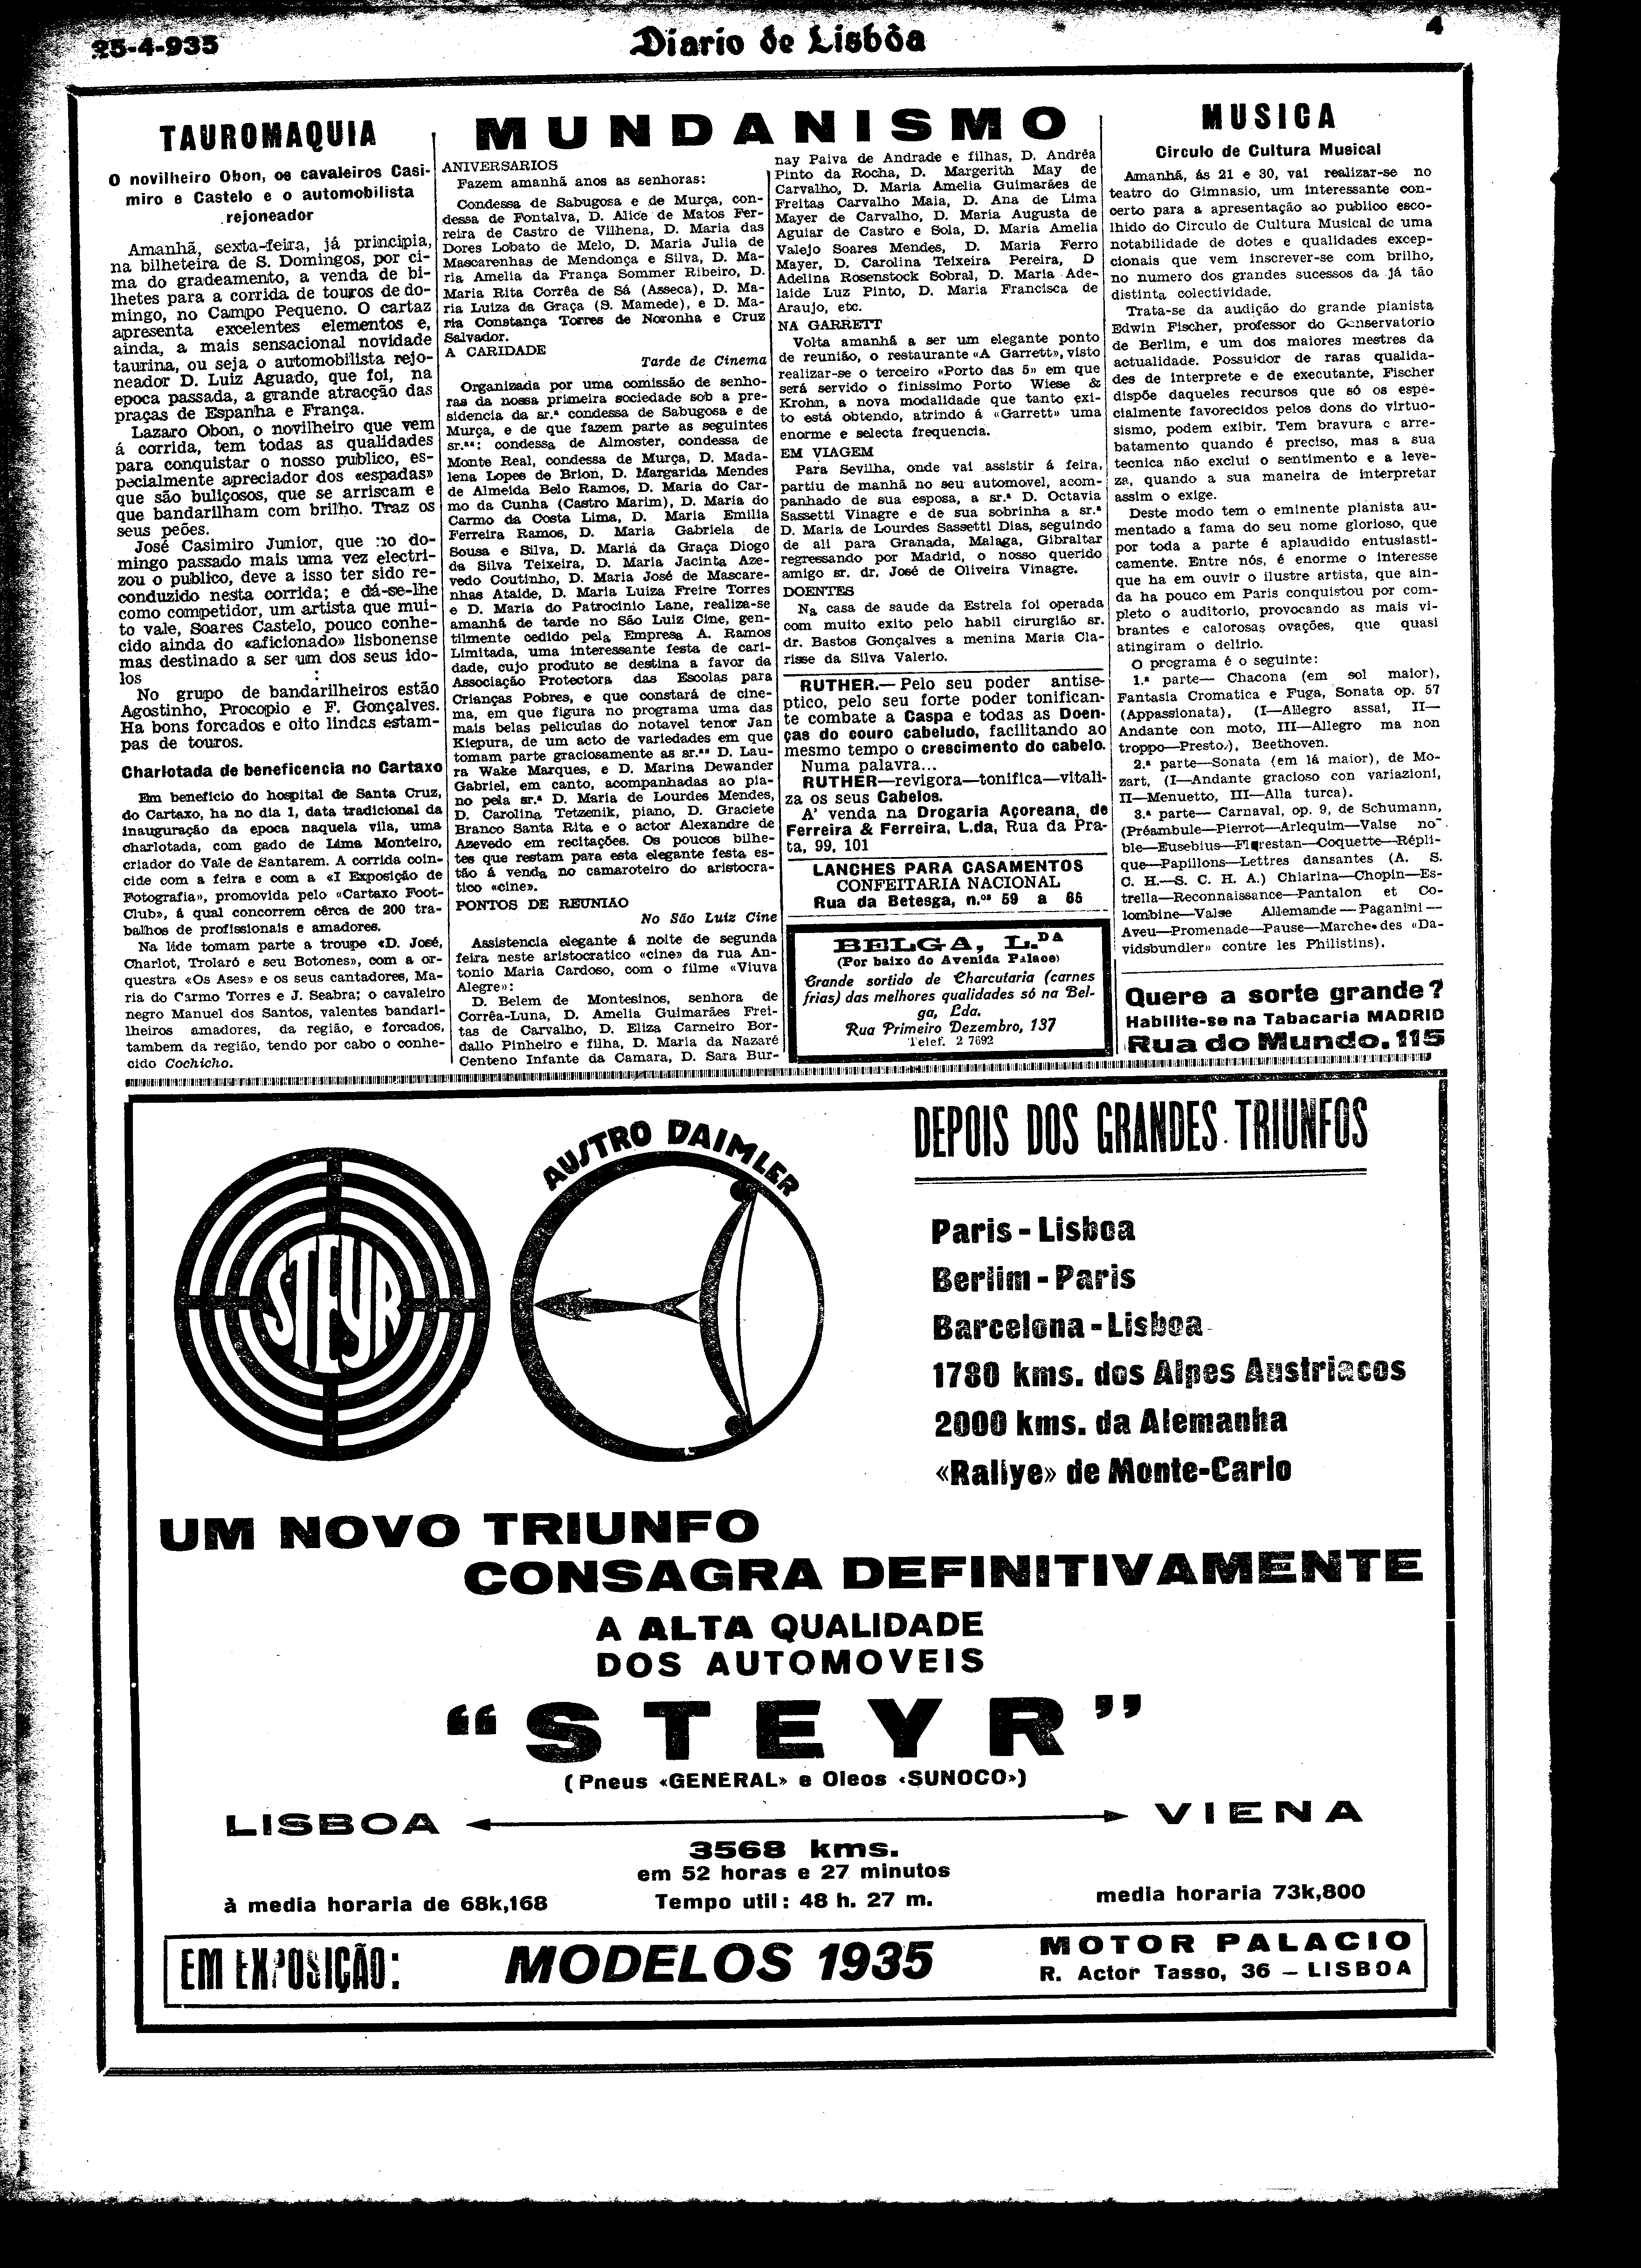 25-4-935
Diario de Lisbôa
4
TAUROMAQUIA
O novilheiro Obon, os cavaleiros Casi-
miro e Castelo e o automobilista
rejoneador
Amanhã, sexta-feira, já principia,
na bilheteira de S. Domingos, por ci-
ma do gradeamento, a venda de bi-
lhetes para a corrida de touros de do-
mingo, no Campo Pequeno. O cartaz
apresenta excelentes elementos e,
ainda, a mais sensacional novidade
taurina, ou seja o automobilista rejo-
neador D. Luiz Aguado, que foi, na
epoca passada, a grande atracção das
praças de Espanha e França.
Lazaro Obon, o novilheiro que vem
á corrida, tem todas as qualidades
para conquistar o nosso publico, es-
pecialmente apreciador dos «espadas»
que são buliçosos, que se arriscam e
que bandarilham com brilho. Traz os
seus peões.
José Casimiro Junior, que no do-
mingo passado mais uma vez electri-
zou o publico, deve a isso ter sido re-
conduzido nesta corrida; e dá-se-lhe
como competidor, um artista que mui-
to vale, Soares Castelo, pouco conhe-
cido ainda do «aficionado» lisbonense
mas destinado a ser um dos seus ido-
los
No grupo de bandarilheiros estão
Agostinho, Procopio e F. Gonçalves.
Ha bons forcados e oito lindas estam-
pas de touros.
Charlotada de beneficencia no Cartaxo
Em beneficio do hospital de Santa Cruz,
do Cartaxo, ha no dia 1, data tradicional da
inauguração da epoca naquela vila, uma
charlotada, com gado de Lima Monteiro,
criador do Vale de Santarem. A corrida coin-
cide com a feira e com a «I Exposição de
Fotografia», promovida pelo «Cartaxo Foot-
Club», á qual concorrem cêrca de 200 tra-
balhos de profissionais e amadores.
Na lide tomam parte a troupe «D. José,
Charlot, Trolaró e seu Botones», com a or-
questra «Os Ases» e os seus cantadores, Ma-
ria do Carmo Torres e J. Seabra; o cavaleiro
negro Manuel dos Santos, valentes bandari-
lheiros amadores, da região, e forcados,
tambem da região, tendo por cabo o conhe-
cido Cochicho.
MUNDANISMO
ANIVERSARIOS
Fazem amanhã anos as senhoras:
Condessa de Sabugosa e de Murça, con-
dessa de Fontalva, D. Alice de Matos Fer-
reira de Castro de Vilhena, D. Maria das
Dores Lobato de Melo, D. Maria Julia de
Mascarenhas de Mendonça e Silva, D. Ma-
ria Amelia da França Sommer Ribeiro, D.
Maria Rita Corrêa de Sá (Asseca), D. Ma-
ria Luiza da Graça (S. Mamede), e D. Ma-
ria Constança Torres de Noronha e Cruz
Salvador.
A CARIDADE
Tarde de Cinema
Organizada por uma comissão de senho-
ras da nossa primeira sociedade sob a pre-
sidencia da sr.ª condessa de Sabugosa e de
Murça, e de que fazem parte as seguintes
sr.ªˢ: condessa de Almoster, condessa de
Monte Real, condessa de Murça, D. Mada-
lena Lopes de Brion, D. Margarida Mendes
de Almeida Belo Ramos, D. Maria do Car-
mo da Cunha (Castro Marim), D. Maria do
Carmo da Costa Lima, D. Maria Emilia
Ferreira Ramos, D. Maria Gabriela de
Sousa e Silva, D. Maria da Graça Diogo
da Silva Teixeira, D. Maria Jacinta Aze-
vedo Coutinho, D. Maria José de Mascare-
nhas Ataide, D. Maria Luiza Freire Torres
e D. Maria do Patrocinio Lane, realiza-se
amanhã de tarde no São Luiz Cine, gen-
tilmente cedido pela Empresa A. Ramos
Limitada, uma interessante festa de cari-
dade, cujo produto se destina a favor da
Associação Protectora das Escolas para
Crianças Pobres, e que constará de cine-
ma, em que figura no programa uma das
mais belas peliculas do notavel tenor Jan
Kiepura, de um acto de variedades em que
tomam parte graciosamente as sr.ªˢ D. Lau-
ra Wake Marques, e D. Marina Dewander
Gabriel, em canto, acompanhadas ao pia-
no pela sr.ª D. Maria de Lourdes Mendes,
D. Carolina Tetzenik, piano, D. Graciete
Branco Santa Rita e o actor Alexandre de
Azevedo em recitações. Os poucos bilhe-
tes que restam para esta elegante festa es-
tão á venda no camaroteiro do aristocra-
tico «cine».
PONTOS DE REUNIÃO
No São Luiz Cine
Assistencia elegante á noite de segunda
feira neste aristocratico «cine» da rua An-
tonio Maria Cardoso, com o filme «Viuva
Alegre»:
D. Belem de Montesinos, senhora de
Corrêa-Luna, D. Amelia Guimarães Frei-
tas de Carvalho, D. Eliza Carneiro Bor-
dallo Pinheiro e filha, D. Maria da Nazaré
Centeno Infante da Camara, D. Sara Bur-
nay Paiva de Andrade e filhas, D. Andréa
Pinto da Rocha, D. Margerith May de
Carvalho, D. Maria Amelia Guimarães de
Freitas Carvalho Maia, D. Ana de Lima
Mayer de Carvalho, D. Maria Augusta de
Aguiar de Castro e Sola, D. Maria Amelia
Valejo Soares Mendes, D. Maria Ferro
Mayer, D. Carolina Teixeira Pereira, D
Adelina Rosenstock Sobral, D. Maria Ade-
laide Luz Pinto, D. Maria Francisca de
Araujo, etc.
NA GARRETT
Volta amanhã a ser um elegante ponto
de reunião, o restaurante «A Garrett», visto
realizar-se o terceiro «Porto das 5» em que
será servido o finissimo Porto Wiese &
Krohn, a nova modalidade que tanto exi-
to está obtendo, atrindo á «Garrett» uma
enorme e selecta frequencia.
EM VIAGEM
Para Sevilha, onde vai assistir á feira,
partiu de manhã no seu automovel, acom-
panhado de sua esposa, a sr.ª D. Octavia
Sassetti Vinagre e de sua sobrinha a sr.ª
D. Maria de Lourdes Sassetti Dias, seguindo
de ali para Granada, Malaga, Gibraltar
regressando por Madrid, o nosso querido
amigo sr. dr. José de Oliveira Vinagre.
DOENTES
Na casa de saude da Estrela foi operada
com muito exito pelo habil cirurgião sr.
dr. Bastos Gonçalves a menina Maria Cla-
risse da Silva Valerio.
RUTHER.— Pelo seu poder antise-
ptico, pelo seu forte poder tonifican-
te combate a Caspa e todas as Doen-
ças do couro cabeludo, facilitando ao
mesmo tempo o crescimento do cabelo.
Numa palavra...
RUTHER—revigora—tonifica—vitali-
za os seus Cabelos.
A' venda na Drogaria Açoreana, de
Ferreira & Ferreira, L.da, Rua da Pra-
ta, 99, 101
LANCHES PARA CASAMENTOS
CONFEITARIA NACIONAL
Rua da Betesga, n.ºˢ 59 a 65
BELGA, L.DA
(Por baixo do Avenida Palace)
Grande sortido de Charcutaria (carnes
frias) das melhores qualidades só na Bel-
ga, Lda.
Rua Primeiro Dezembro, 137
Telef. 2 7692
MUSICA
Circulo de Cultura Musical
Amanhã, ás 21 e 30, vai realizar-se no
teatro do Gimnasio, um interessante con-
certo para a apresentação ao publico esco-
lhido do Circulo de Cultura Musical de uma
notabilidade de dotes e qualidades excep-
cionais que vem inscrever-se com brilho,
no numero dos grandes sucessos da já tão
distinta colectividade.
Trata-se da audição do grande pianista
Edwin Fischer, professor do Conservatorio
de Berlim, e um dos maiores mestres da
actualidade. Possuidor de raras qualida-
des de interprete e de executante, Fischer
dispõe daqueles recursos que só os espe-
cialmente favorecidos pelos dons do virtuo-
sismo, podem exibir. Tem bravura e arre-
batamento quando é preciso, mas a sua
tecnica não exclui o sentimento e a leve-
za, quando a sua maneira de interpretar
assim o exige.
Deste modo tem o eminente pianista au-
mentado a fama do seu nome glorioso, que
por toda a parte é aplaudido entusiasti-
camente. Entre nós, é enorme o interesse
que ha em ouvir o ilustre artista, que ain-
da ha pouco em Paris conquistou por com-
pleto o auditorio, provocando as mais vi-
brantes e calorosas ovações, que quasi
atingiram o delirio.
O programa é o seguinte:
1.ª parte— Chacona (em sol maior),
Fantasia Cromatica e Fuga, Sonata op. 57
(Appassionata), (I—Allegro assai, II—
Andante con moto, III—Allegro ma non
troppo—Presto.), Beethoven.
2.ª parte—Sonata (em lá maior), de Mo-
zart, (I—Andante gracioso con variazioni,
II—Menuetto, III—Alla turca).
3.ª parte— Carnaval, op. 9, de Schumann,
(Préambule—Pierrot—Arlequim—Valse no-
ble—Eusebius—Florestan—Coquette—Répli-
que—Papillons—Lettres dansantes (A. S.
C. H.—S. C. H. A.) Chiarina—Chopin—Es-
trella—Reconnaissance—Pantalon et Co-
lombine—Valse Allemande—Paganini—
Aveu—Promenade—Pause—Marche des «Da-
vidsbundler» contre les Philistins).
Quere a sorte grande?
Habilite-se na Tabacaria MADRID
Rua do Mundo, 115
STEYR
AUSTRO DAIMLER
DEPOIS DOS GRANDES TRIUNFOS
Paris - Lisboa
Berlim - Paris
Barcelona - Lisboa
1780 kms. dos Alpes Austriacos
2000 kms. da Alemanha
«Rallye» de Monte-Carlo
UM NOVO TRIUNFO
CONSAGRA DEFINITIVAMENTE
A ALTA QUALIDADE
DOS AUTOMOVEIS
“STEYR”
(Pneus «GENERAL» e Oleos «SUNOCO»)
LISBOA
VIENA
3568 kms.
em 52 horas e 27 minutos
à media horaria de 68k,168
Tempo util: 48 h. 27 m.
media horaria 73k,800
EM EXPOSIÇÃO:
MODELOS 1935
MOTOR PALACIO
R. Actor Tasso, 36 — LISBOA